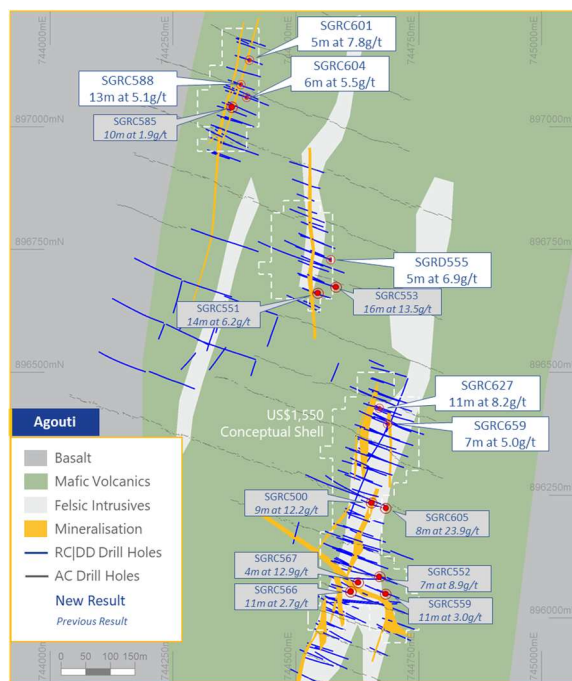 744000mE
744250mE
744500mE
744750mE
745000mE
SGRC601
5m at 7.8g/t
SGRC604
6m at 5.5g/t
SGRC588
13m at 5.1g/t
SGRC585
10m at 1.9g/t
897000mN
897000mN
896750mN
896750mN
SGRD555
5m at 6.9g/t
SGRC551
14m at 6.2g/t
SGRC553
16m at 13.5g/t
896500mN
896500mN
SGRC627
11m at 8.2g/t
US$1,550
Conceptual Shell
SGRC659
7m at 5.0g/t
Agouti
Basalt
Mafic Volcanics
Felsic Intrusives
Mineralisation
RC|DD Drill Holes
AC Drill Holes
New Result
Previous Result
896250mN
SGRC500
9m at 12.2g/t
SGRC605
8m at 23.9g/t
SGRC567
4m at 12.9g/t
SGRC552
7m at 8.9g/t
SGRC566
11m at 2.7g/t
SGRC559
11m at 3.0g/t
896000mN
0 50 100 150m
744000mE
744250mE
744500mE
744750mE
745000mE